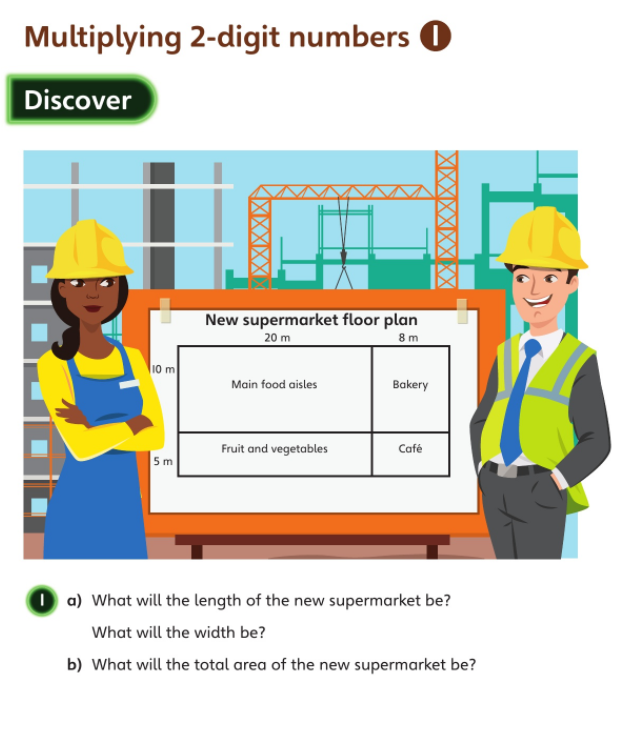 Multiplying 2-digit numbers 1
Discover
New supermarket floor plan
20 m 8 m
10 m
Main food aisles Bakery
Fruit and vegetables Café
5 m
1 a) What will the length of the new supermarket be?
What will the width be?
b) What will the total area of the new supermarket be?